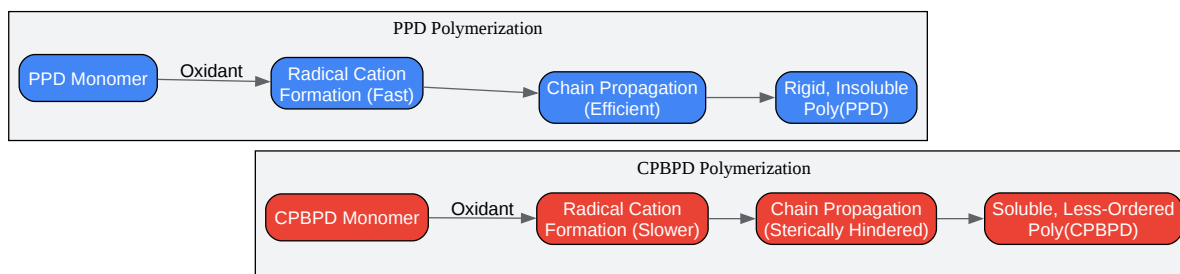 PPD Polymerization
PPD Monomer
Oxidant
Radical Cation
Formation (Fast)
Chain Propagation
(Efficient)
Rigid, Insoluble
Poly(PPD)
CPBPD Polymerization
CPBPD Monomer
Oxidant
Radical Cation
Formation (Slower)
Chain Propagation
(Sterically Hindered)
Soluble, Less-Ordered
Poly(CPBPD)